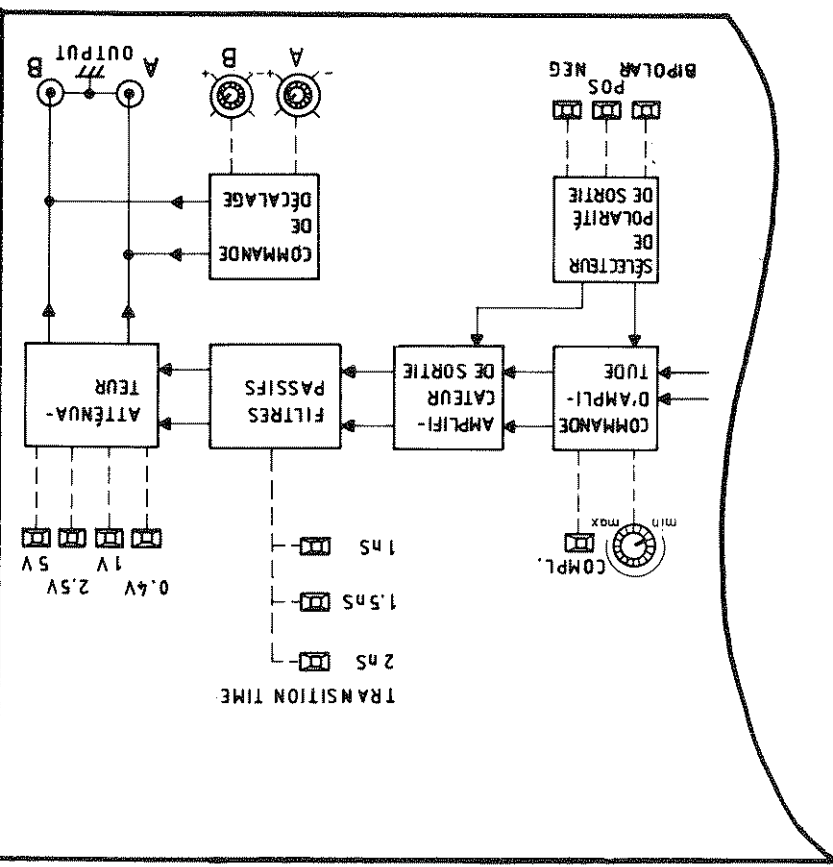 TRANSITION TIME
2 nS
1.5 nS
1 nS
min
max
COMPL.
0.4V
1V
2.5V
5V
COMMANDE
D'AMPLI-
TUDE
AMPLIFI-
CATEUR
DE SORTIE
FILTRES
PASSIFS
ATTÉNUA-
TEUR
SÉLECTEUR
DE
POLARITÉ
DE SORTIE
COMMANDE
DE
DÉCALAGE
BIPOLAR
POS
NEG
- +
A
- +
B
A
OUTPUT
B